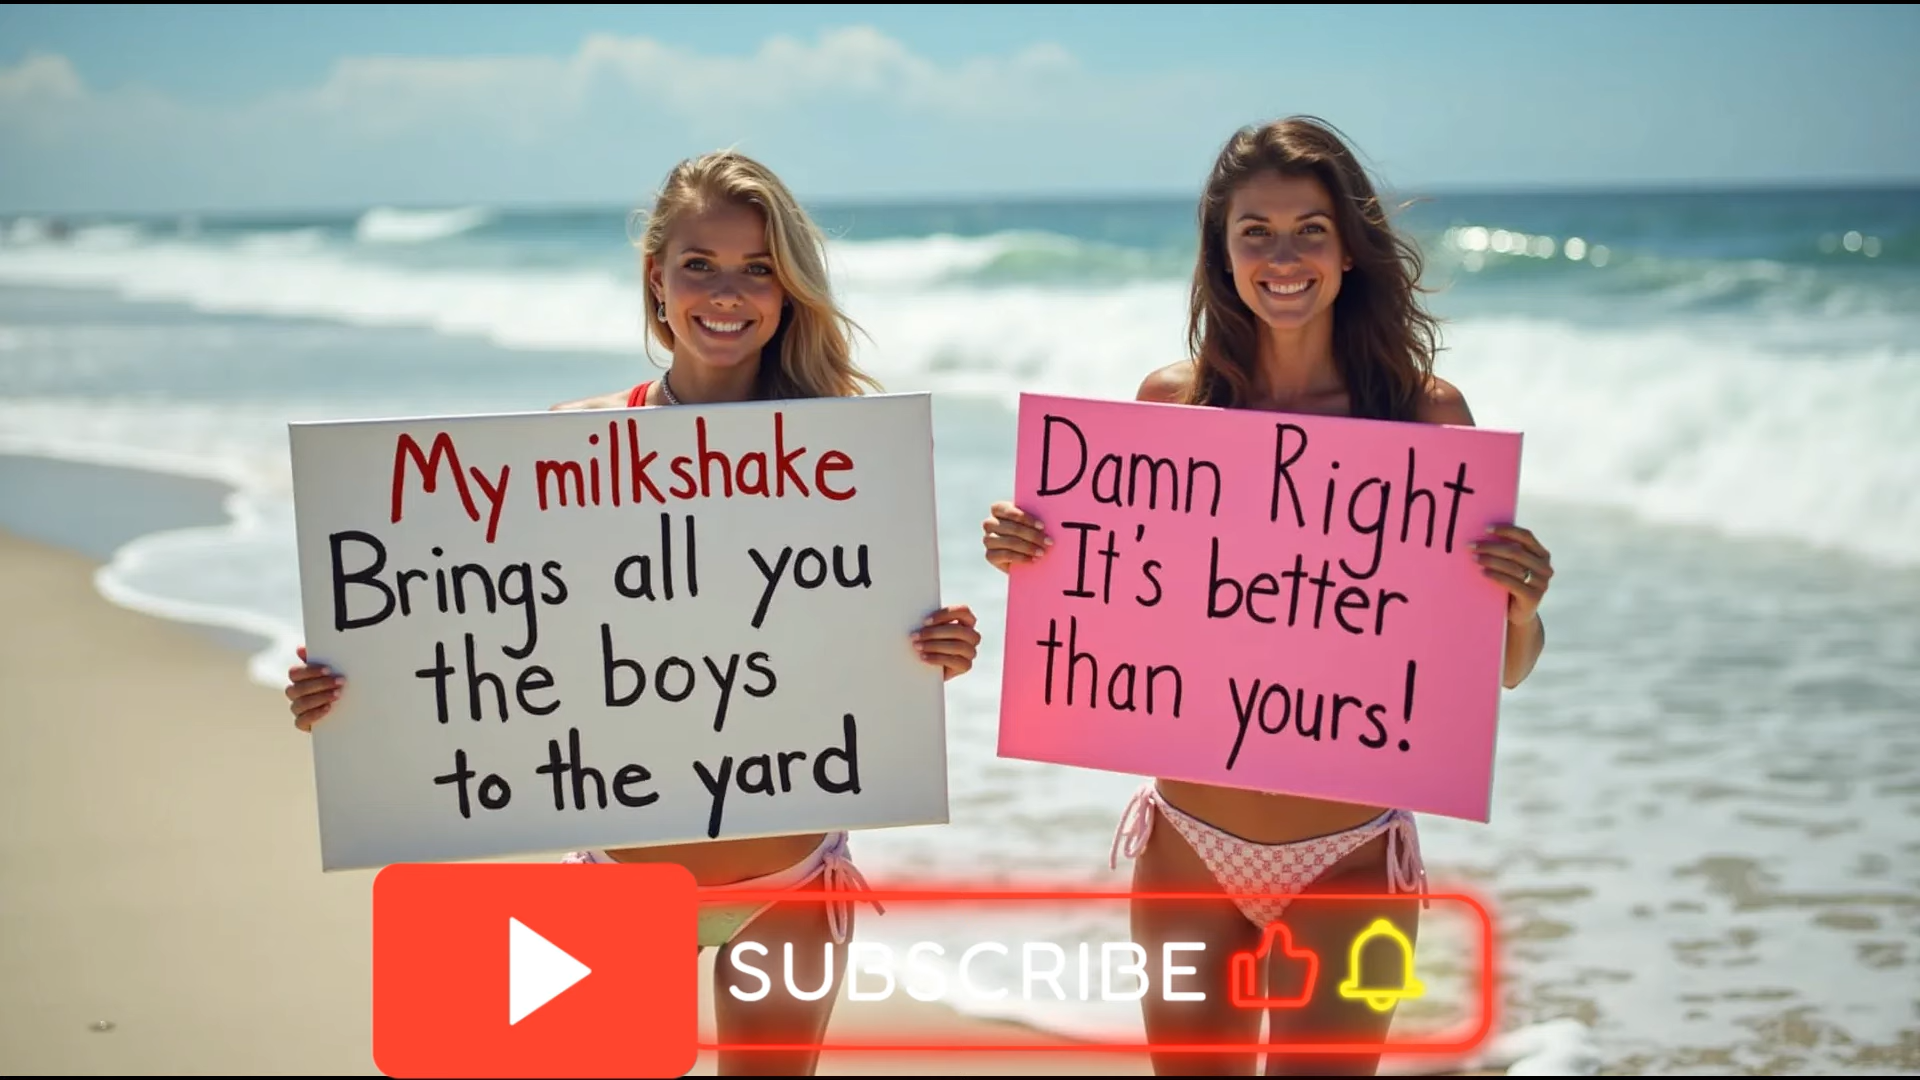 My milkshake
Brings all you
the boys
to the yard
Damn Right
It's better
than yours!
SUBSCRIBE